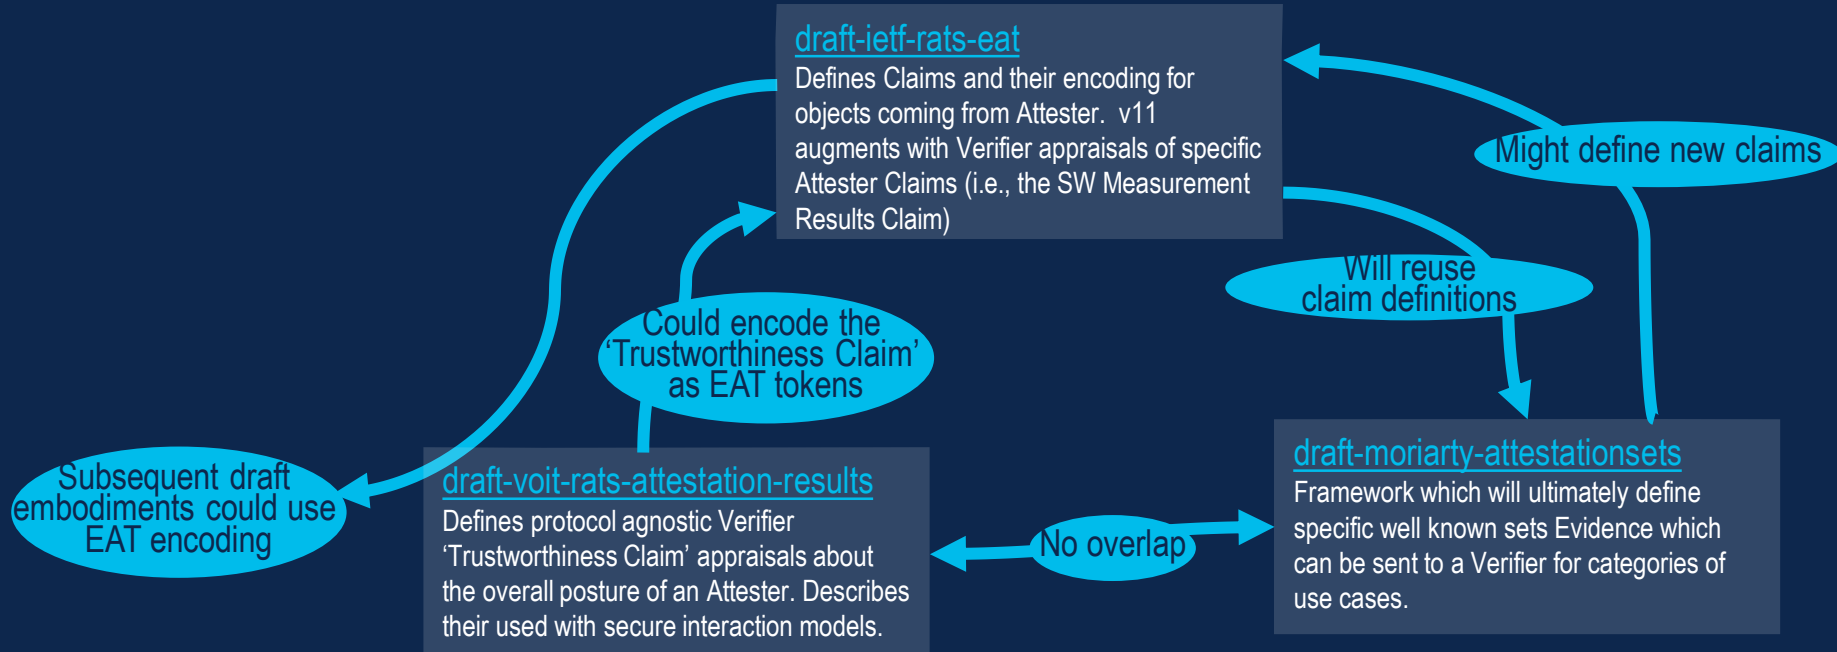 draft-ietf-rats-eat
Defines Claims and their encoding for
objects coming from Attester.  v11
augments with Verifier appraisals of specific
Attester Claims (i.e., the SW Measurement
Results Claim)
Might define new claims
Will reuse
claim definitions
Could encode the
‘Trustworthiness Claim’
as EAT tokens
Subsequent draft
embodiments could use
EAT encoding
draft-voit-rats-attestation-results
Defines protocol agnostic Verifier
‘Trustworthiness Claim’ appraisals about
the overall posture of an Attester. Describes
their used with secure interaction models.
No overlap
draft-moriarty-attestationsets
Framework which will ultimately define
specific well known sets Evidence which
can be sent to a Verifier for categories of
use cases.